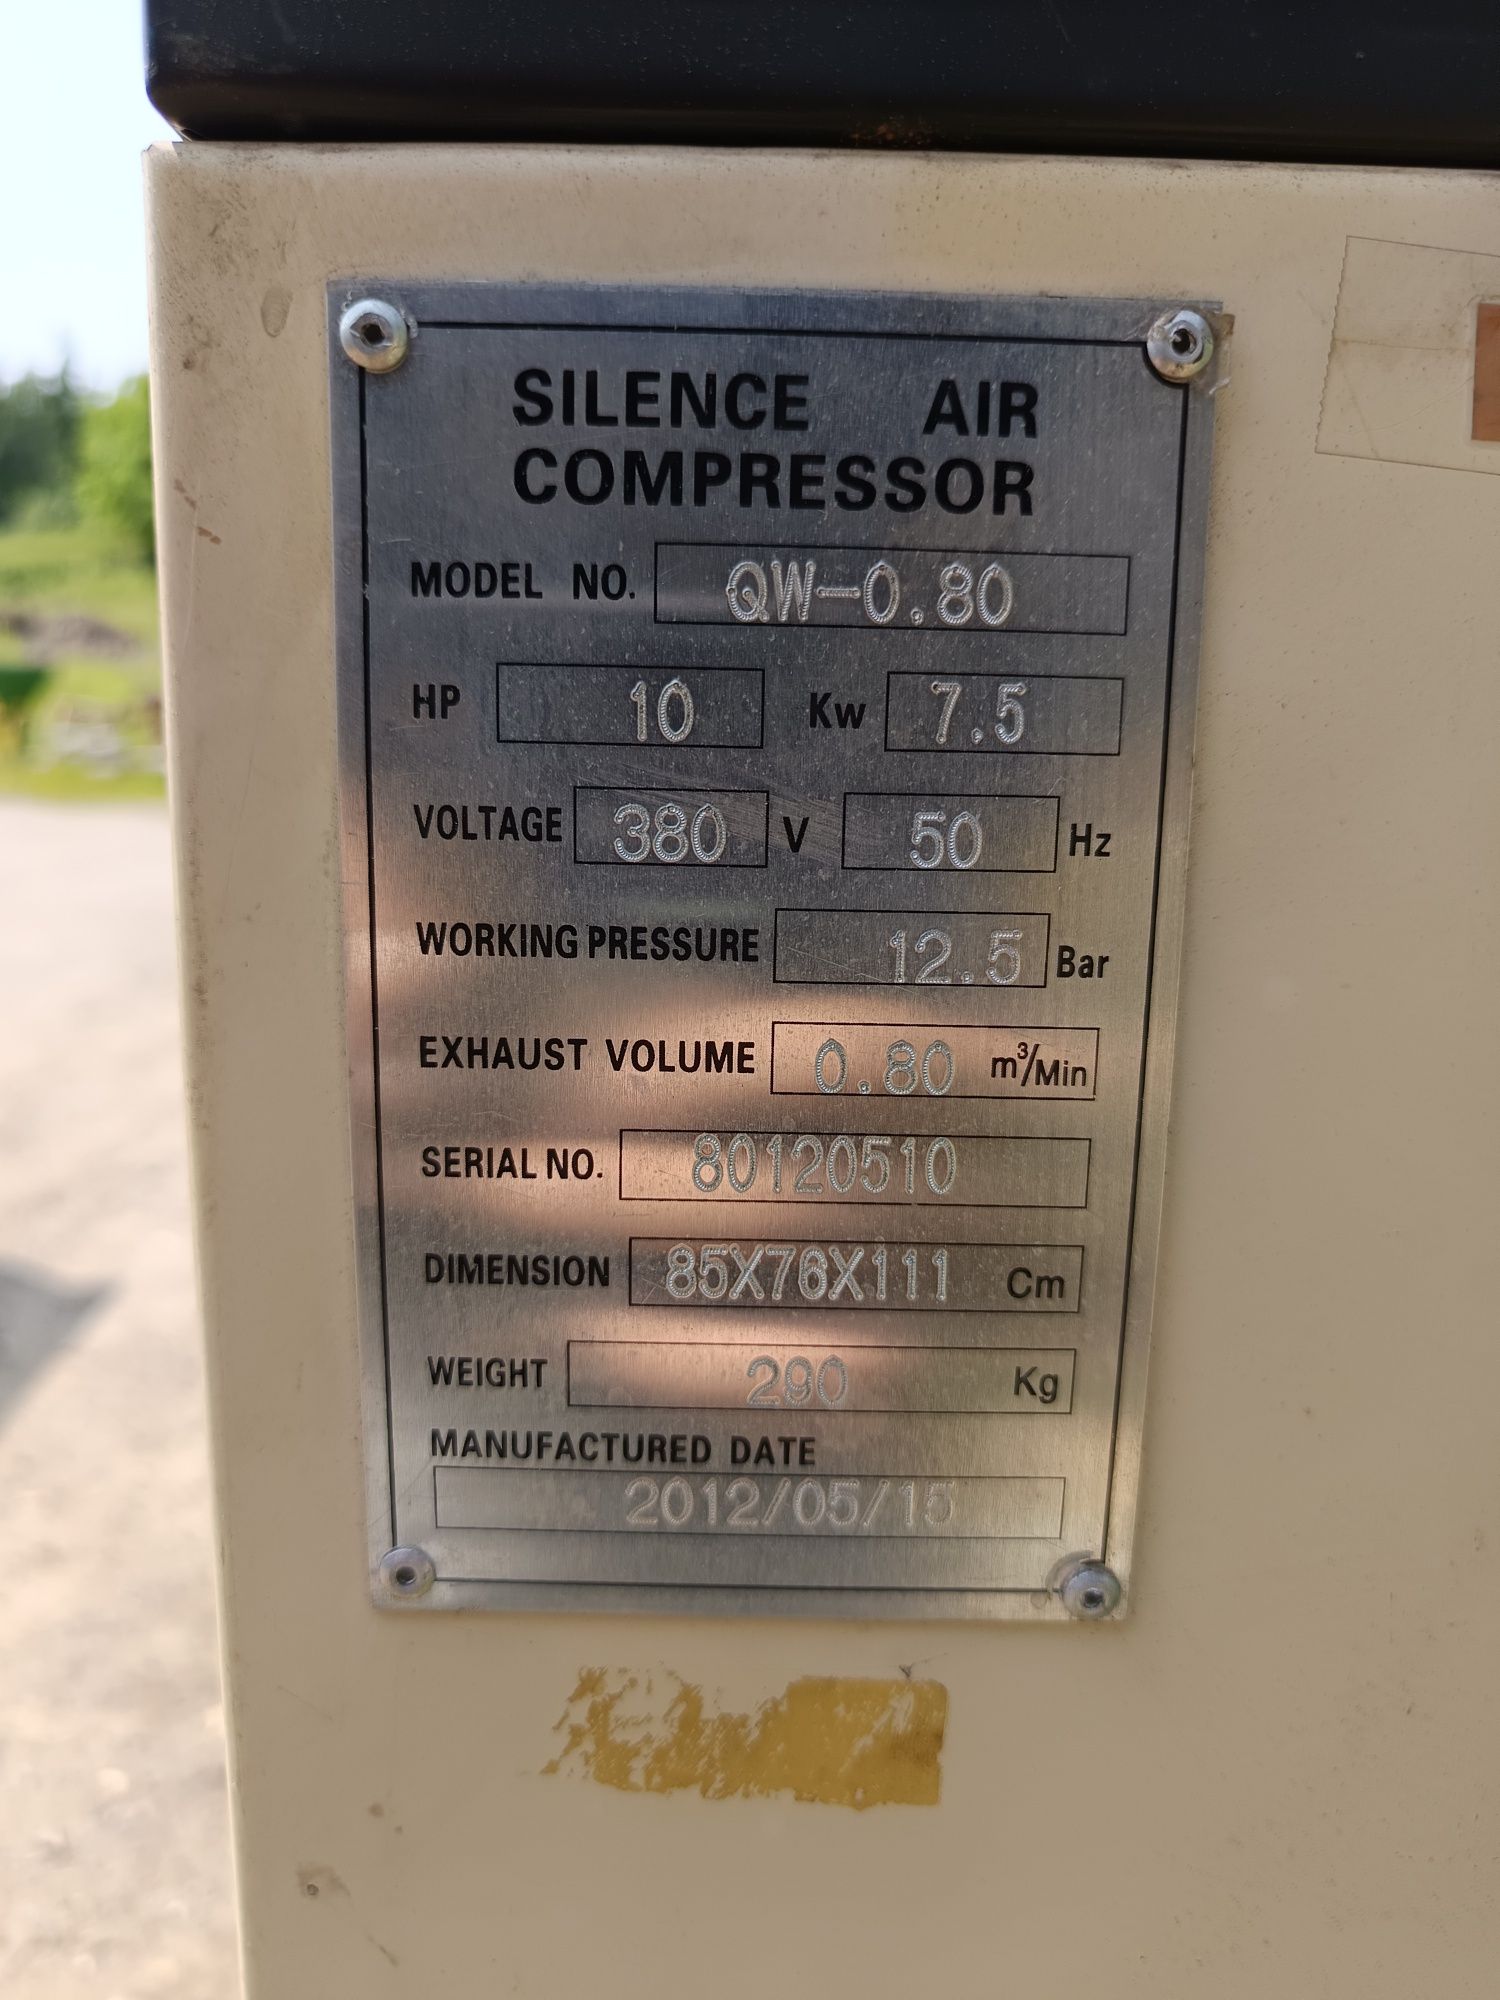 SILENCE AIR
COMPRESSOR
MODEL NO. QW-0.80
HP 10 Kw 7.5
VOLTAGE 380 V 50 Hz
WORKING PRESSURE 12.5 Bar
EXHAUST VOLUME 0.80 m³/Min
SERIAL NO. 80120510
DIMENSION 85X76X111 Cm
WEIGHT 290 Kg
MANUFACTURED DATE
2012/05/15